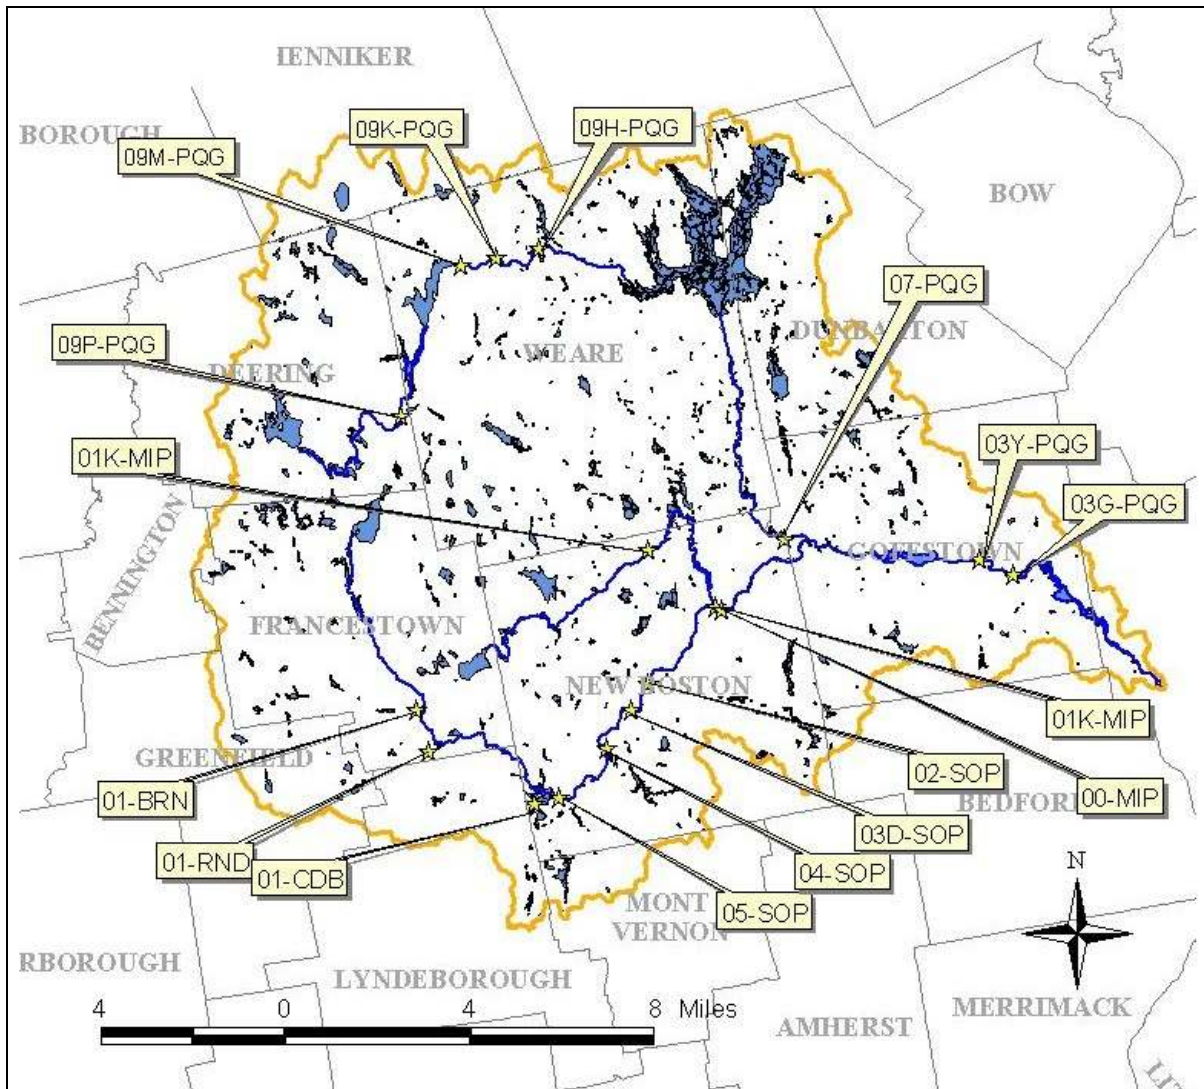 IENNIKER
09K-PQG
09H-PQG
BOROUGH
09M-PQG
BOW
07-PQG
09P-PQG
WEARE
DUNBARTON
DEERING
01K-MIP
03Y-PQG
03G-PQG
BENNINGTON
GOFFSTOWN
FRANCESTOWN
NEW BOSTON
01K-MIP
GREENFIELD
02-SOP
01-BRN
BEDFORD
00-MIP
03D-SOP
01-RND
04-SOP
01-CDB
N
05-SOP
MONT
VERNON
RBOROUGH
LYNDEBOROUGH
MERRIMACK
4 0 4 8 Miles
AMHERST